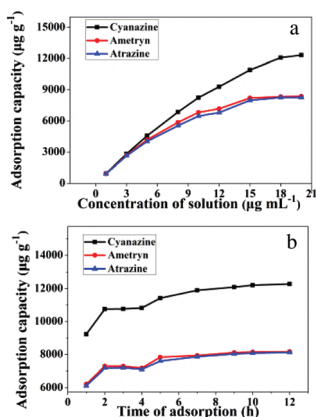 a
Cyanazine
Ametryn
Atrazine
Adsorption capacity (µg g⁻¹)
15000
12000
9000
6000
3000
0
0 3 6 9 12 15 18 21
Concentration of solution (µg mL⁻¹)
b
Cyanazine
Ametryn
Atrazine
Adsorption capacity (µg g⁻¹)
14000
12000
10000
8000
6000
0 2 4 6 8 10 12
Time of adsorption (h)